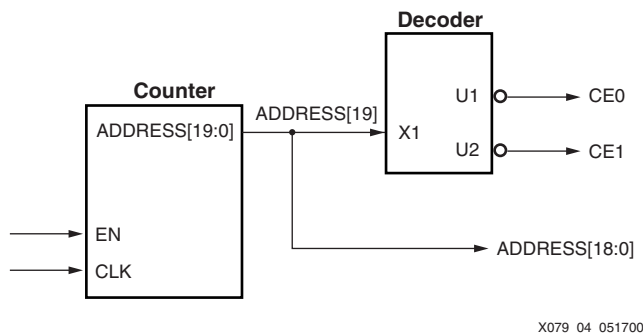 Decoder
Counter
U1
CE0
ADDRESS[19]
ADDRESS[19:0]
X1
U2
CE1
EN
ADDRESS[18:0]
CLK
X079_04_051700